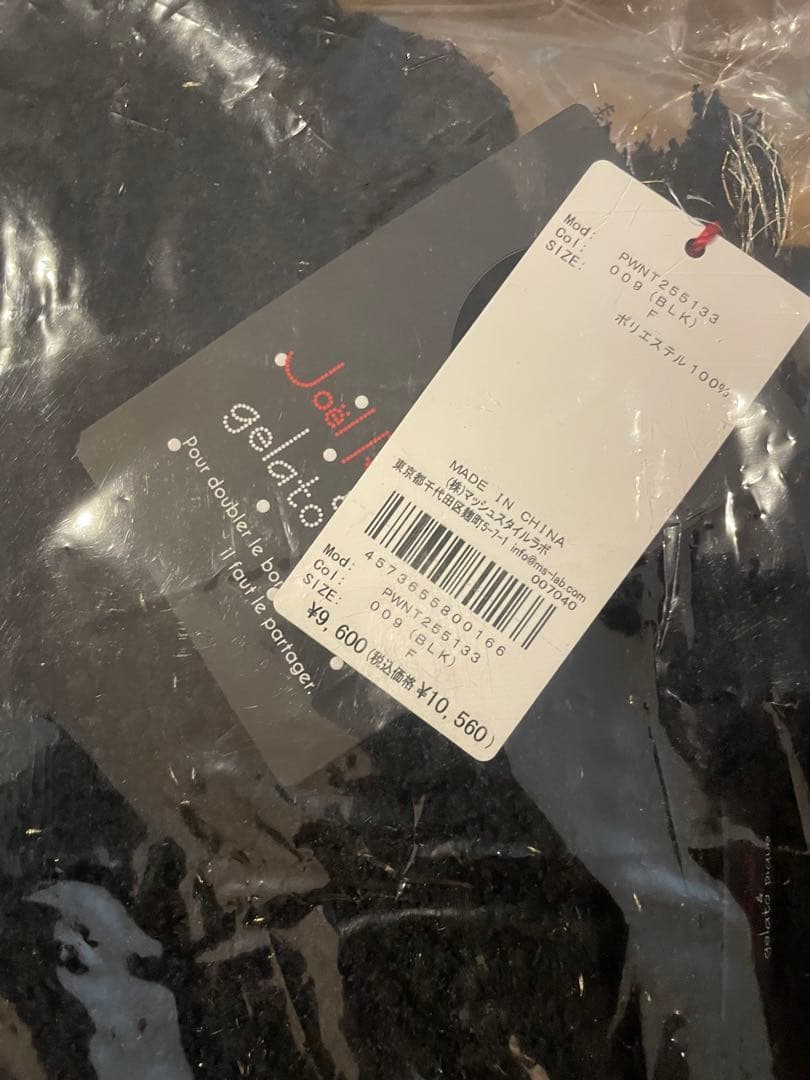 Mod: PWNT255133
Col: 009 (BLK)
SIZE: F
ポリエステル100%
MADE IN CHINA
(株)マッシュスタイルラボ
東京都千代田区麹町5-7-1 info@ms-lab.com
007040
4573655800166
Mod: PWNT255133
Col: 009 (BLK)
SIZE: F
¥9,600(税込価格 ¥10,560)
gelato
Pour doubler le
il faut le partager.
gelato pique